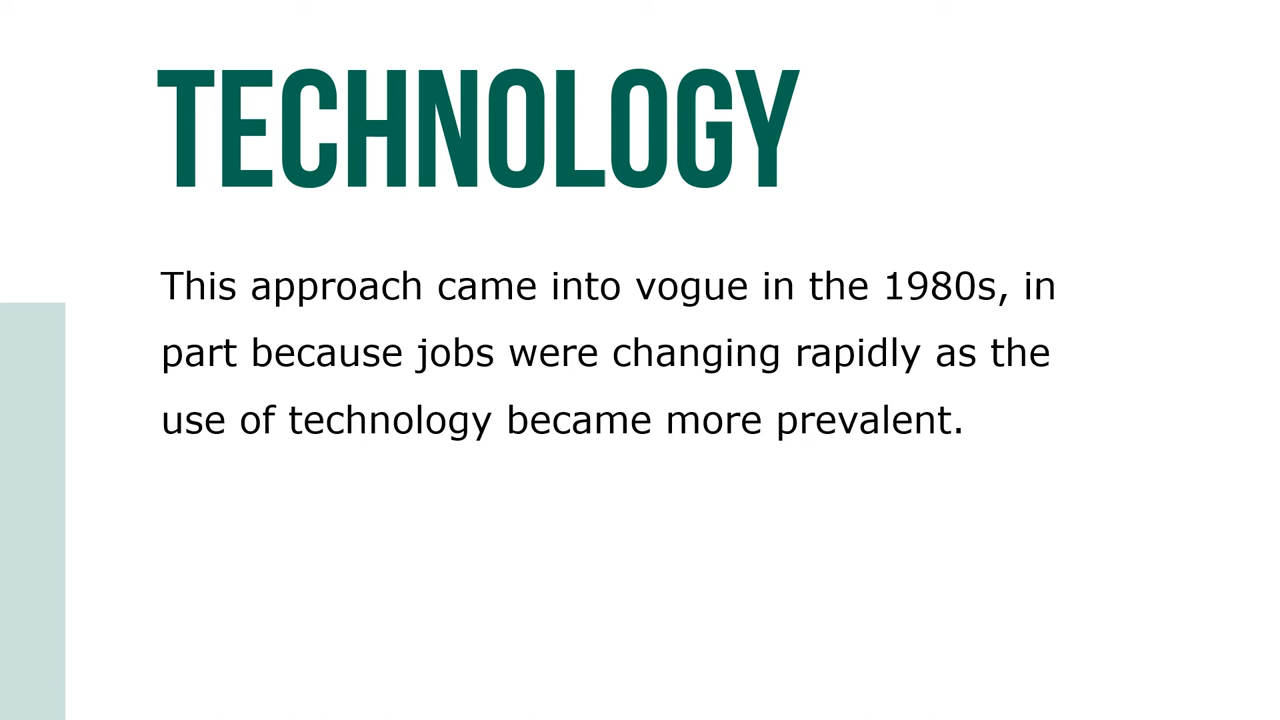 TECHNOLOGY
This approach came into vogue in the 1980s, in
part because jobs were changing rapidly as the
use of technology became more prevalent.